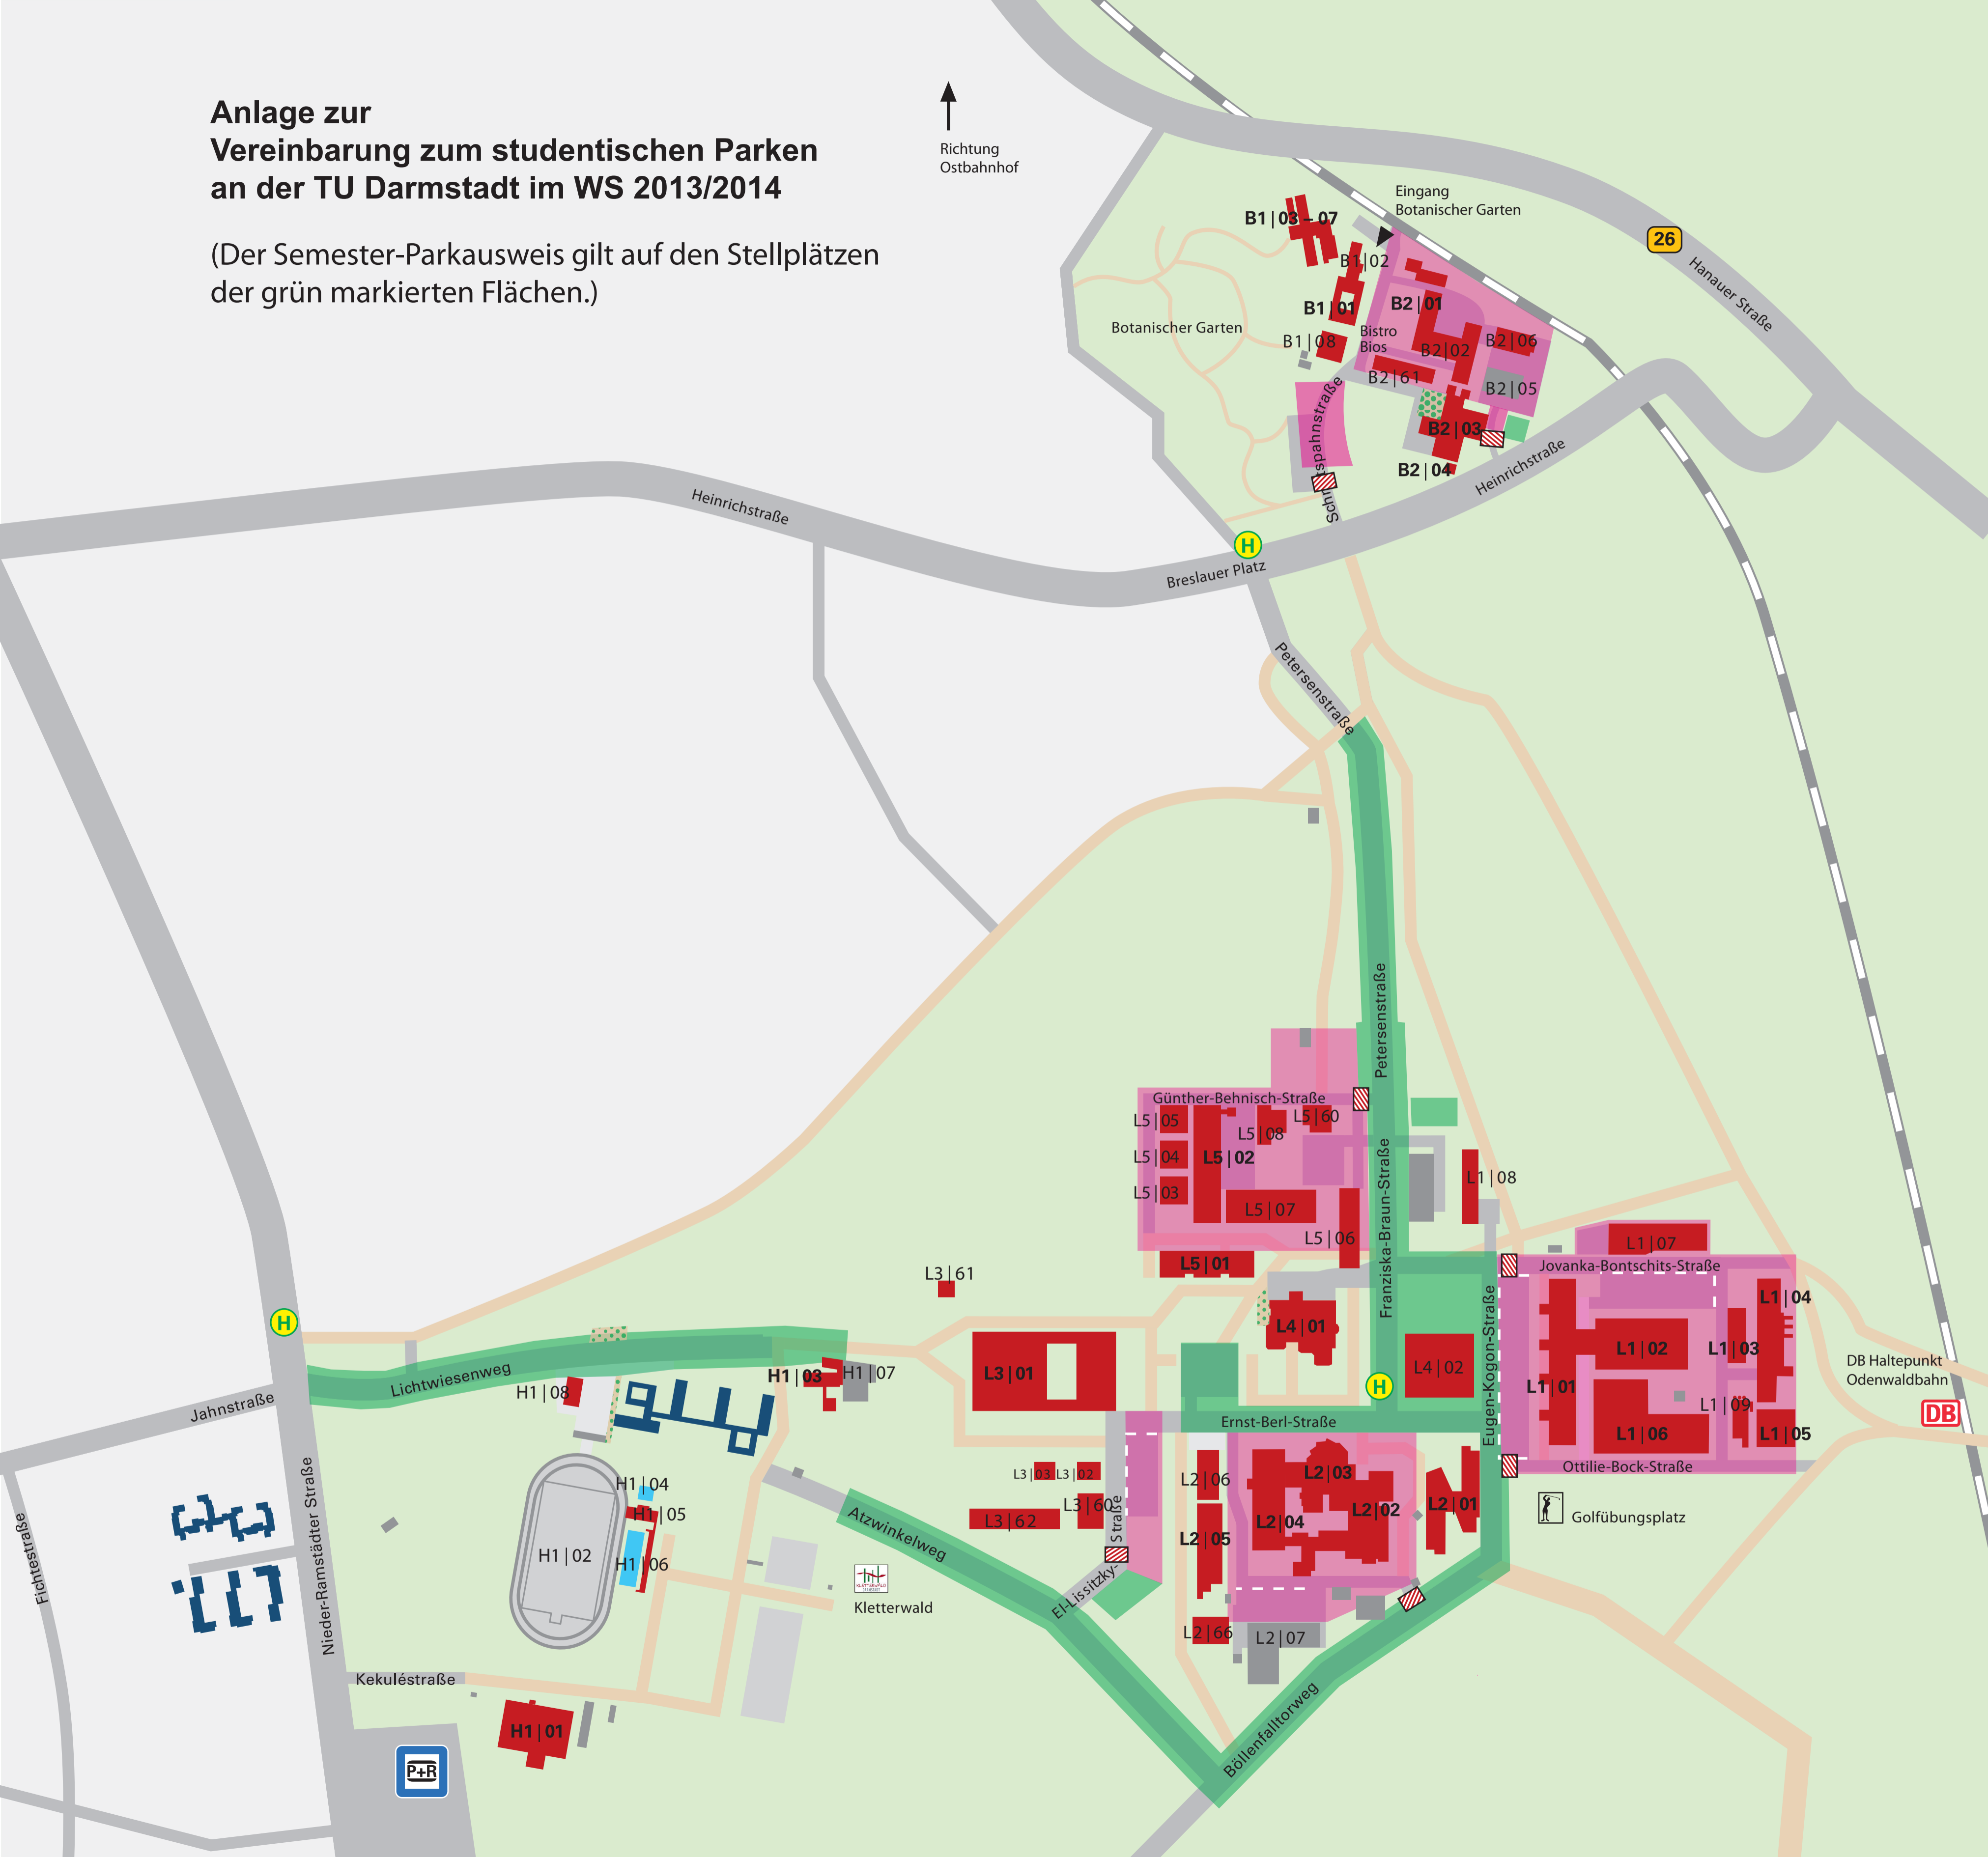 Anlage zur
Vereinbarung zum studentischen Parken
an der TU Darmstadt im WS 2013/2014
(Der Semester-Parkausweis gilt auf den Stellplätzen
der grün markierten Flächen.)
Richtung
Ostbahnhof
Eingang
Botanischer Garten
26
Hanauer Straße
B1|03 – 07
B1|02
B1|01
B1|08
Botanischer Garten
Bistro
Bios
B2|01
B2|02
B2|06
B2|61
B2|05
B2|03
B2|04
Schnittspahnstraße
Heinrichstraße
Heinrichstraße
H
Breslauer Platz
Petersenstraße
Petersenstraße
Günther-Behnisch-Straße
L5|05
L5|04
L5|03
L5|02
L5|08
L5|60
L5|07
L5|06
L5|01
Franziska-Braun-Straße
L1|08
L1|07
Jovanka-Bontschits-Straße
L1|04
L1|02
L1|03
L1|01
L1|09
L1|06
L1|05
Ottilie-Bock-Straße
Eugen-Kogon-Straße
DB Haltepunkt
Odenwaldbahn
DB
Golfübungsplatz
L4|01
L4|02
H
Ernst-Berl-Straße
L3|61
L3|01
L3|03
L3|02
L3|60
L3|62
El-Lissitzky-Straße
L2|06
L2|05
L2|66
L2|07
L2|03
L2|04
L2|02
L2|01
Böllenfalltorweg
Atzwinkelweg
KLETTERWALD
DARMSTADT
Kletterwald
H
Lichtwiesenweg
Jahnstraße
H1|03
H1|07
H1|08
H1|04
H1|05
H1|06
H1|02
Nieder-Ramstädter Straße
Fichtestraße
Kekuléstraße
H1|01
P+R